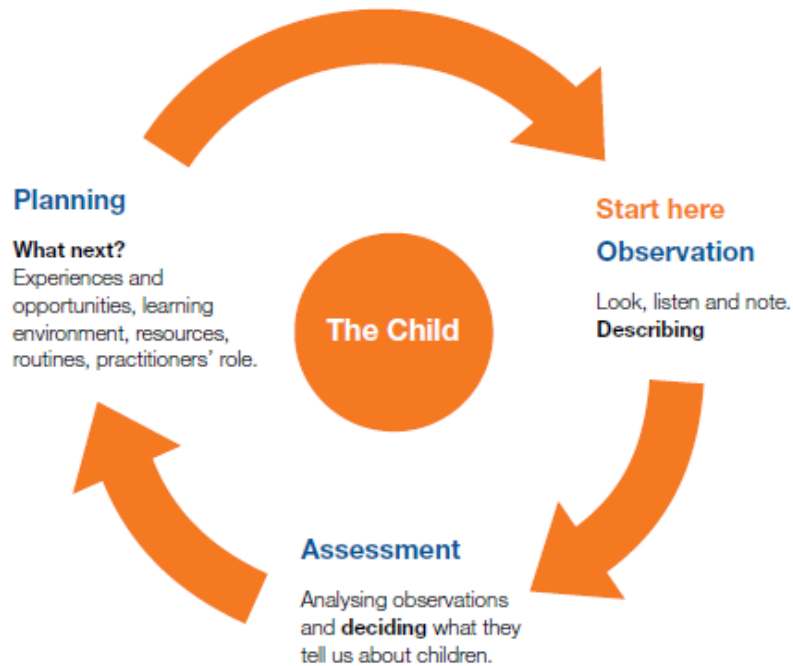 Start here
Observation
Look, listen and note.
Describing
Assessment
Analysing observations
and deciding what they
tell us about children.
Planning
What next?
Experiences and
opportunities, learning
environment, resources,
routines, practitioners’ role.
The Child